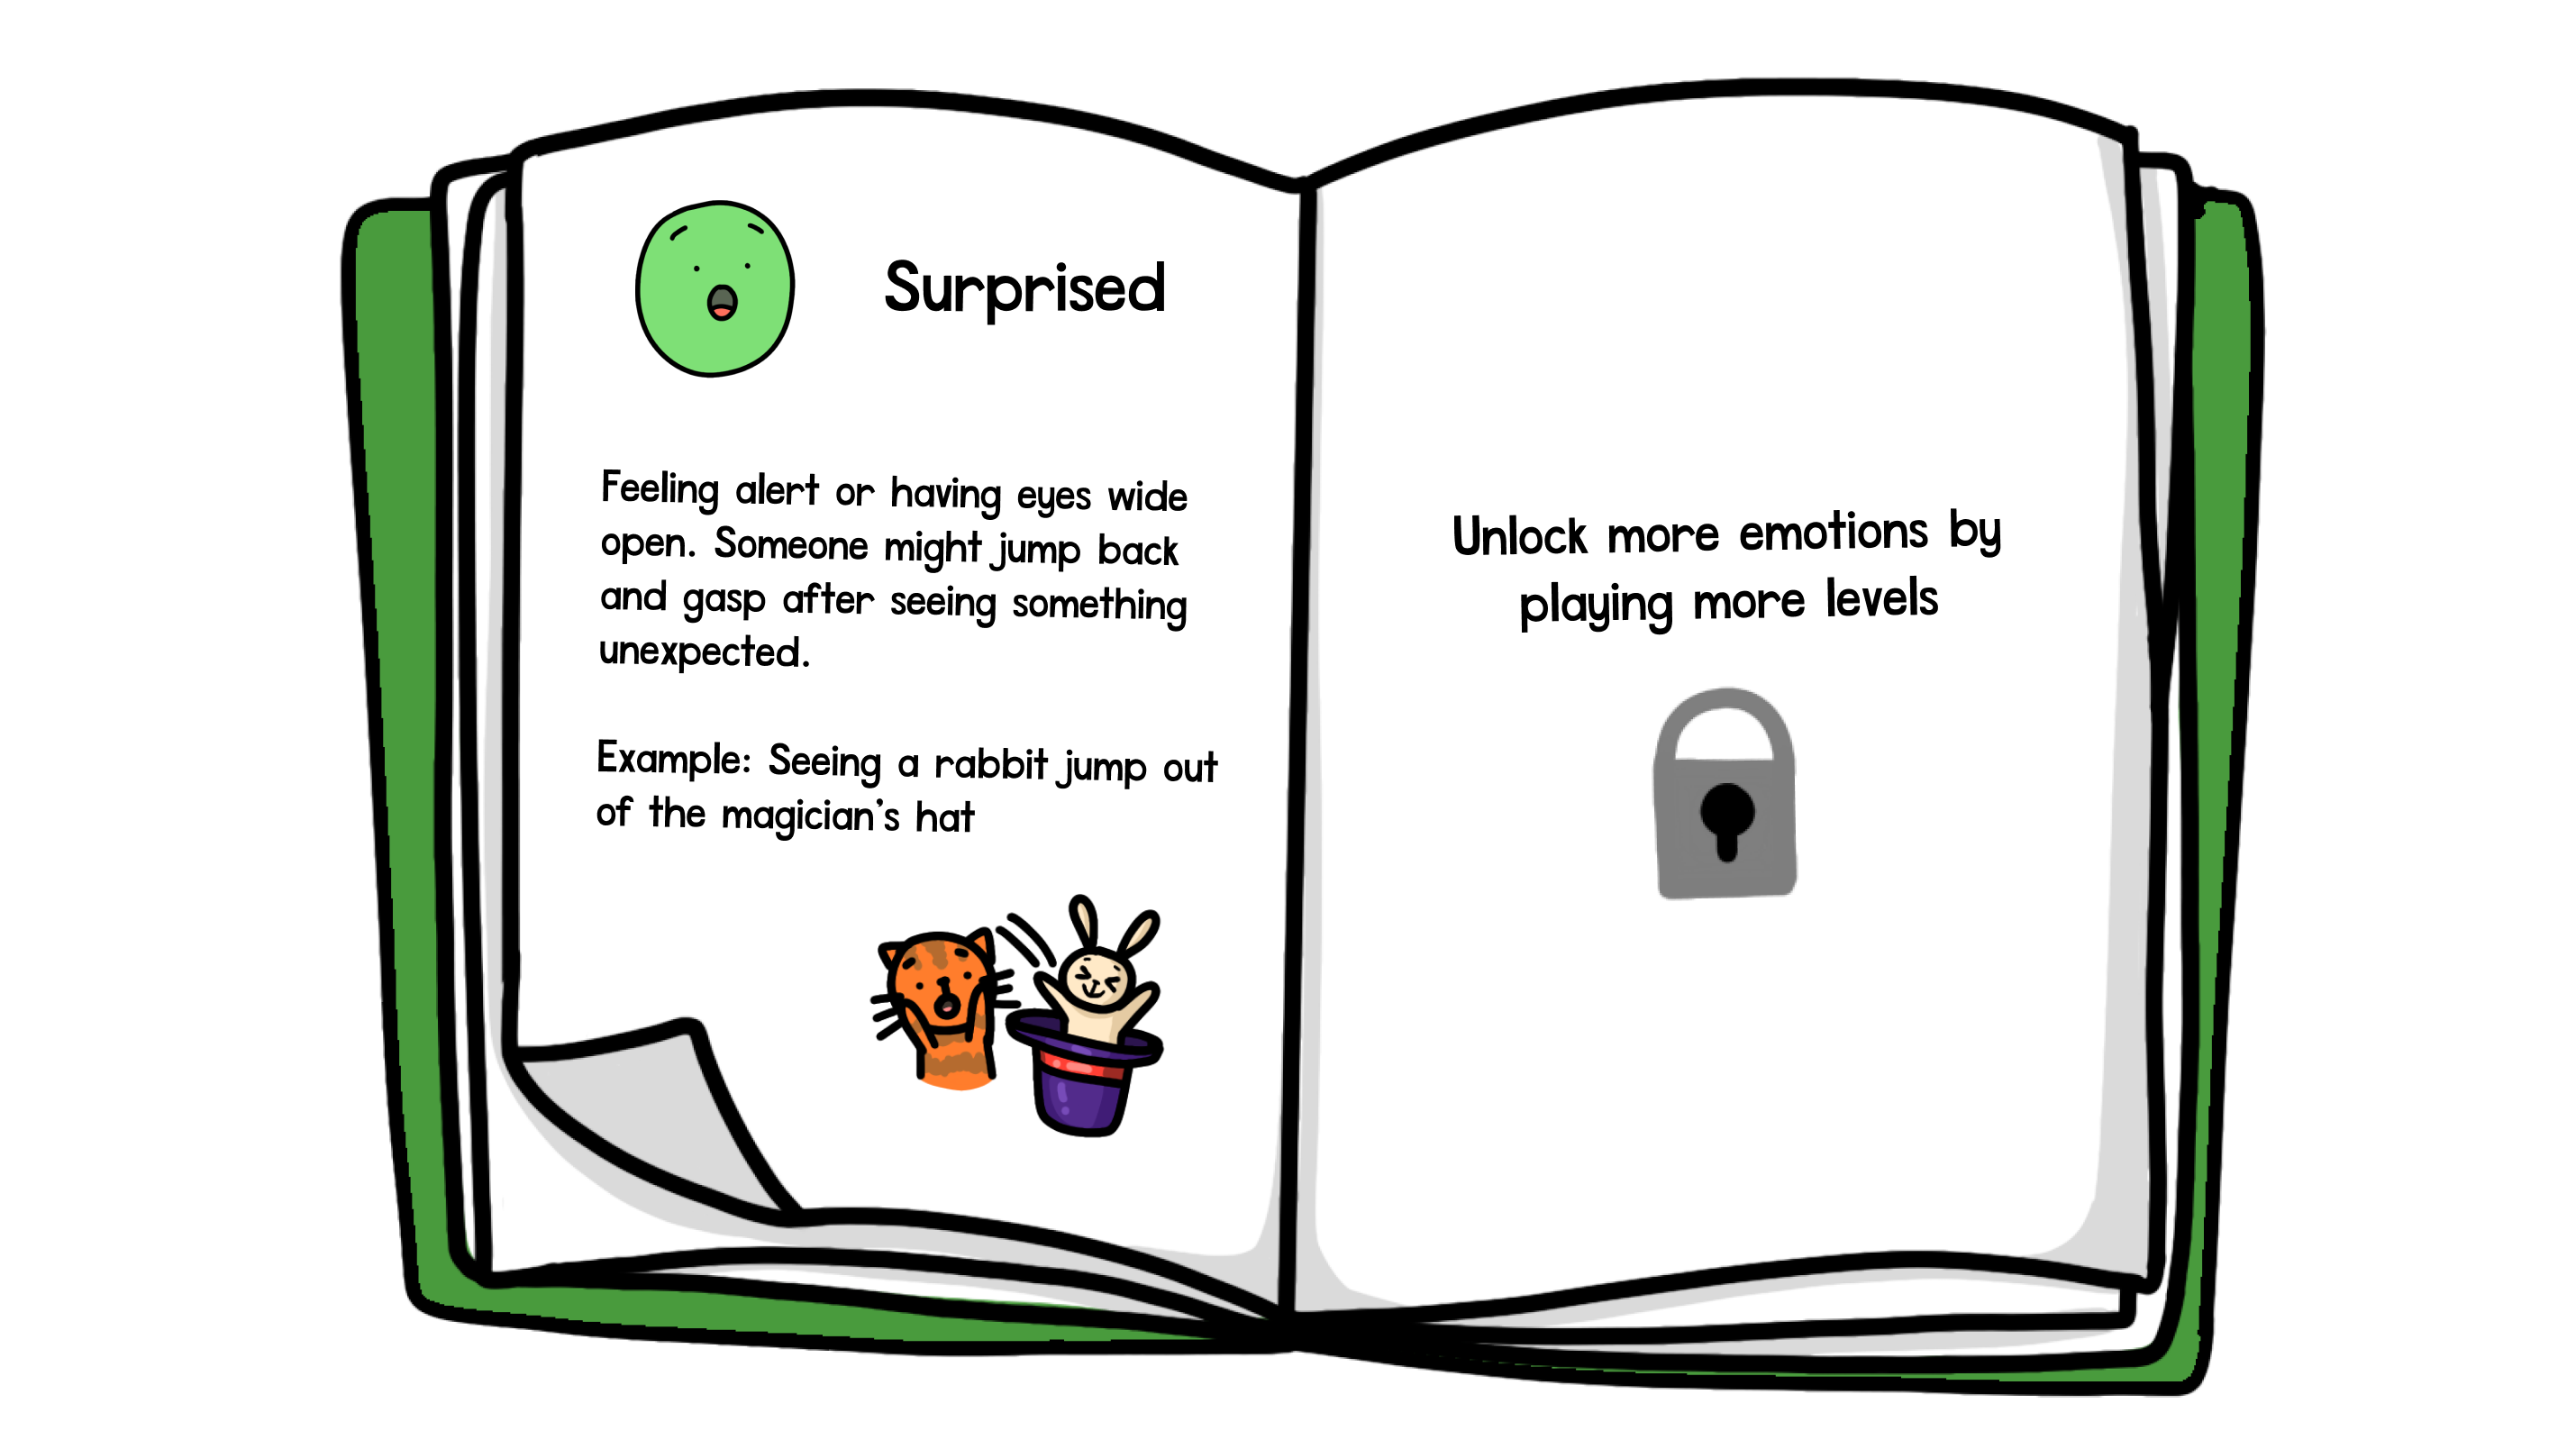 Surprised
Feeling alert or having eyes wide
open. Someone might jump back
and gasp after seeing something
unexpected.
Example: Seeing a rabbit jump out
of the magician's hat
Unlock more emotions by
playing more levels